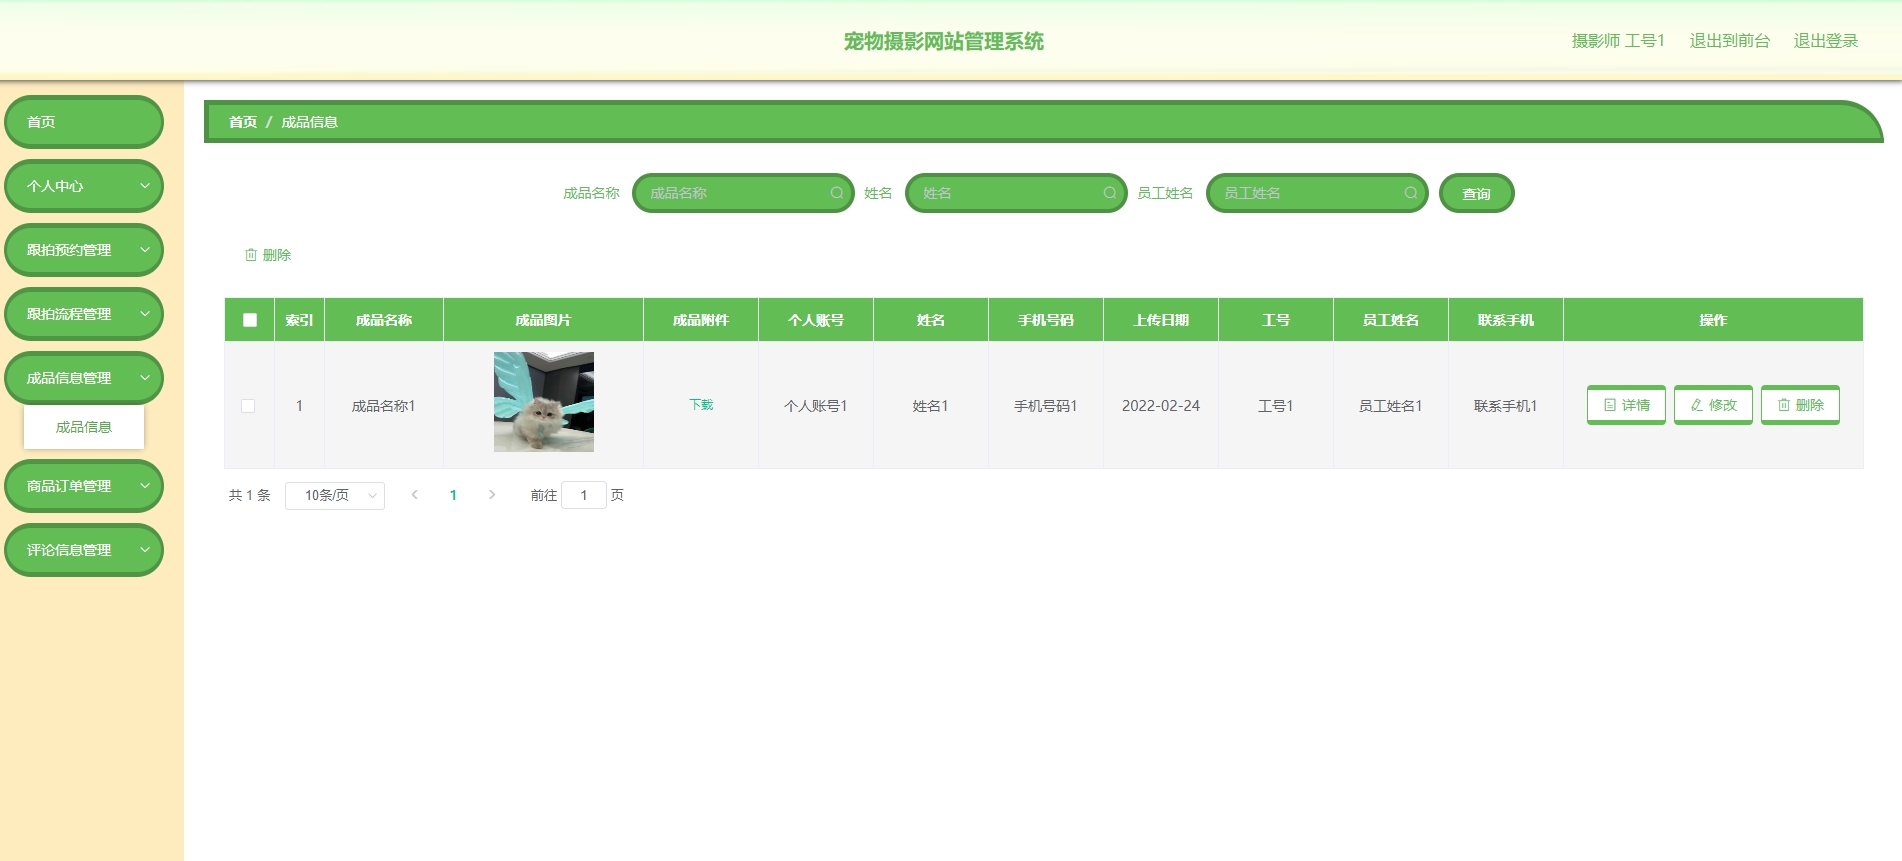 宠物摄影网站管理系统
摄影师 工号1 退出到前台 退出登录
首页
个人中心
跟拍预约管理
跟拍流程管理
成品信息管理
成品信息
商品订单管理
评论信息管理
首页 / 成品信息
成品名称 成品名称 姓名 姓名 员工姓名 员工姓名 查询
删除
索引 成品名称 成品图片 成品附件 个人账号 姓名 手机号码 上传日期 工号 员工姓名 联系手机 操作
1 成品名称1 下载 个人账号1 姓名1 手机号码1 2022-02-24 工号1 员工姓名1 联系手机1 详情 修改 删除
共 1 条 10条/页 1 前往 1 页